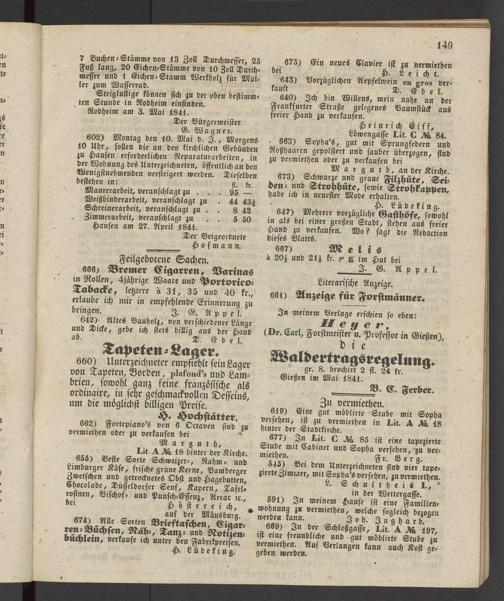 149
7 Buchen-Stämme von 13 Zoll Durchmesser, 25
Fuß lang, 20 Eichen-Stämme von 10 Zoll Durch-
messer und 1 Eichen-Stamm Werkholz für Mül-
ler zum Wasserrad.
Steiglustige können sich zu der oben bestimm-
ten Stunde in Rodheim einfinden.
Rodheim am 3. Mai 1841.
Der Bürgermeister
G. Wagner.
602) Montag den 10. Mai d. J., Morgens
10 Uhr, sollen die an den kirchlichen Gebäuden
zu Hausen erforderlichen Reparaturarbeiten, in
der Wohnung des Unterzeichneten, öffentlich an den
Wenigstnehmenden versteigert werden. Dieselben
bestehen in: fl. kr.
Maurerarbeit, veranschlagt zu . . 95 —
Weißbinderarbeit, veranschlagt zu . 44 43¾
Schreinerarbeit, veranschlagt zu . . 8 42
Zimmerarbeit, veranschlagt zu . . 5 50
Hausen am 27. April 1841.
Der Beigeordnete
Hofmann.
Feilgebotene Sachen.
666) Bremer Cigarren, Varinas
in Rollen, 4jährige Waare und Portorico-
Tabacke, letztere à 31, 35 und 40 kr.,
erlaube ich mir in empfehlende Erinnerung zu
bringen. J. G. Appel.
642) Altes Bauholz, von verschiedener Länge
und Dicke, gebe ich stets billig aus der Hand
ab. D. Ebel.
Tapeten-Lager.
660) Unterzeichneter empfiehlt sein Lager
von Tapeten, Borden, plafond's und Lam-
brien, sowohl ganz feine französische als
ordinaire, in sehr geschmackvollen Desseins,
um die möglichst billigen Preise.
H. Hochstätter.
662) Fortepiano's von 6 Octaven sind zu
vermiethen oder zu verkaufen bei
Marguth,
Lit. A № 18 hinter der Kirche.
655) Beste Sorte Schweizer-, Rahm- und
Limburger Käse, frische grüne Kerne, Bamberger
Zwetschen und getrocknetes Obst und Hagebutten,
Chocolade, Düsseldorfer Senf, Kapern, Tafel-
rosinen, Bischof- und Punsch-Essenz, Arrac rc.,
bei Höstereich,
auf der Mäusburg.
674) Alle Sorten Brieftaschen, Cigar-
ren-Büchsen, Näh-, Tanz- und Notizen-
büchlein, verkaufe ich unter den Fabrikpreisen.
H. Lüdeking.
675) Ein neues Clavier ist zu vermiethen
bei H. Leicht.
643) Vorzüglichen Aepfelwein en gros ver-
kauft D. Ebel.
640) Ich bin Willens, mein nahe an der
Frankfurter Straße gelegenes Baumstück aus
freier Hand zu verkaufen.
Heinrich Eiff,
Löwengasse Lit. C № 84.
663) Sopha's, gut mit Sprungfedern und
Roßhaaren gepolstert und sauber überzogen, sind
zu vermiethen oder zu verkaufen bei
Marguth, an der Kirche.
673) Schwarze und graue Filzhüte, Sei-
den- und Strohhüte, sowie Strohkappen,
habe ich in neuester Mode erhalten.
H. Lüdeking.
647) Mehrere vorzügliche Gasthöfe, sowohl
in als bei einer großen Stadt, stehen aus freier
Hand zu verkaufen. Wo? sagt die Redaction
dieses Blatts.
667) Melis
à 20½ und 21½ kr. im Hut bei
J. G. Appel.
Literarische Anzeige.
661) Anzeige für Forstmänner.
In meinem Verlage erschien so eben:
Heyer,
(Dr. Carl, Forstmeister u. Professor in Gießen),
die
Waldertragsregelung.
gr. 8. brochirt 2 fl. 24 kr.
Gießen im Mai 1841.
B. C. Ferber.
Zu vermiethen.
619) Eine gut möblirte Stube mit Sopha
versehen, ist zu vermiethen in Lit. A № 18
hinter der Stadtkirche.
677) In Lit. C № 85 ist eine tapezirte
Stube mit Cabinet und Sopha versehen, zu ver-
miethen. Fr. Berg.
545) Bei dem Unterzeichneten sind vier tape-
zierte Zimmer, mit Sopha's versehen, zu vermiethen.
L. Schultheis I.,
in der Wettergasse.
591) In meinem Hause ist eine Familien-
wohnung zu vermiethen, welche sogleich bezogen
werden kann. Joh. Jughard.
669) In der Schloßgasse, Lit. A № 197,
ist eine freundliche und gut möblirte Stube zu
vermiethen. Auf Verlangen kann auch Kost ge-
geben werden.